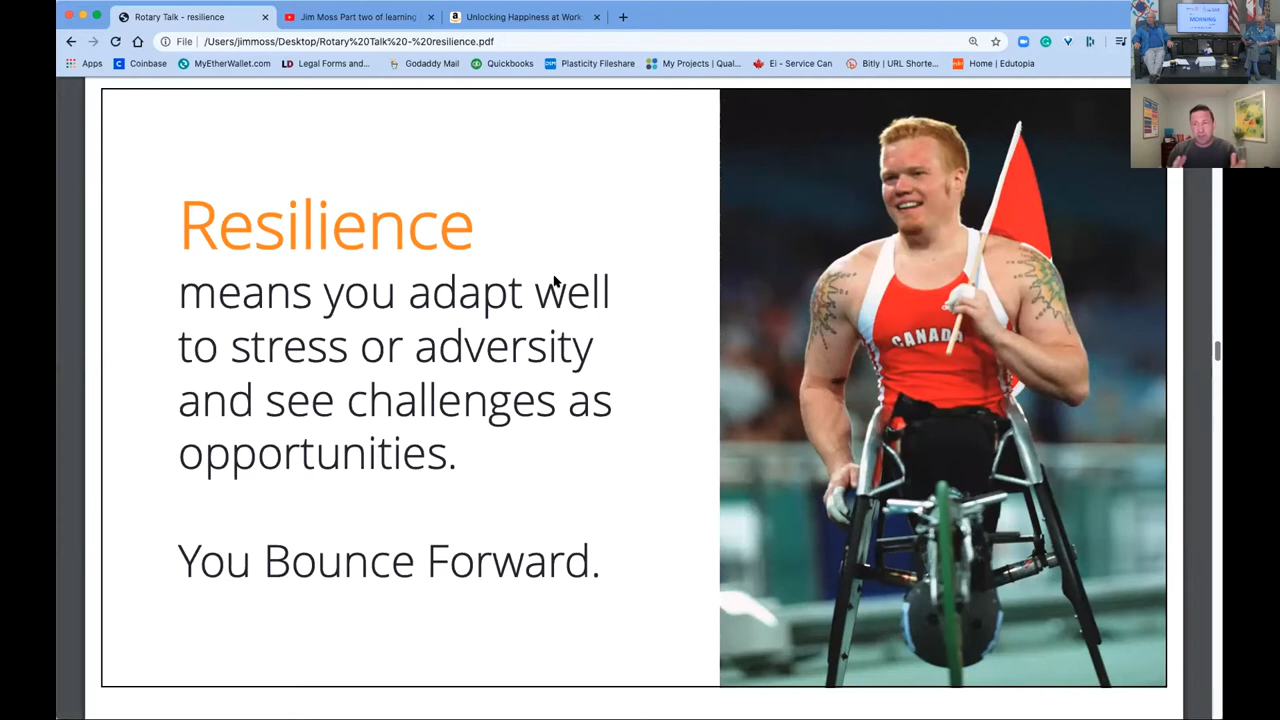 Rotary Talk - resilience
Jim Moss Part two of learning
Unlocking Happiness at Work
File
/Users/jimmoss/Desktop/Rotary%20Talk%20-%20resilience.pdf
Apps
Coinbase
MyEtherWallet.com
LD
Legal Forms and...
Godaddy Mail
Quickbooks
Plasticity Fileshare
My Projects | Qual...
Ei - Service Can
Bitly | URL Shorte...
Home | Edutopia
MORNING
Resilience
means you adapt well
to stress or adversity
and see challenges as
opportunities.
You Bounce Forward.
CANADA